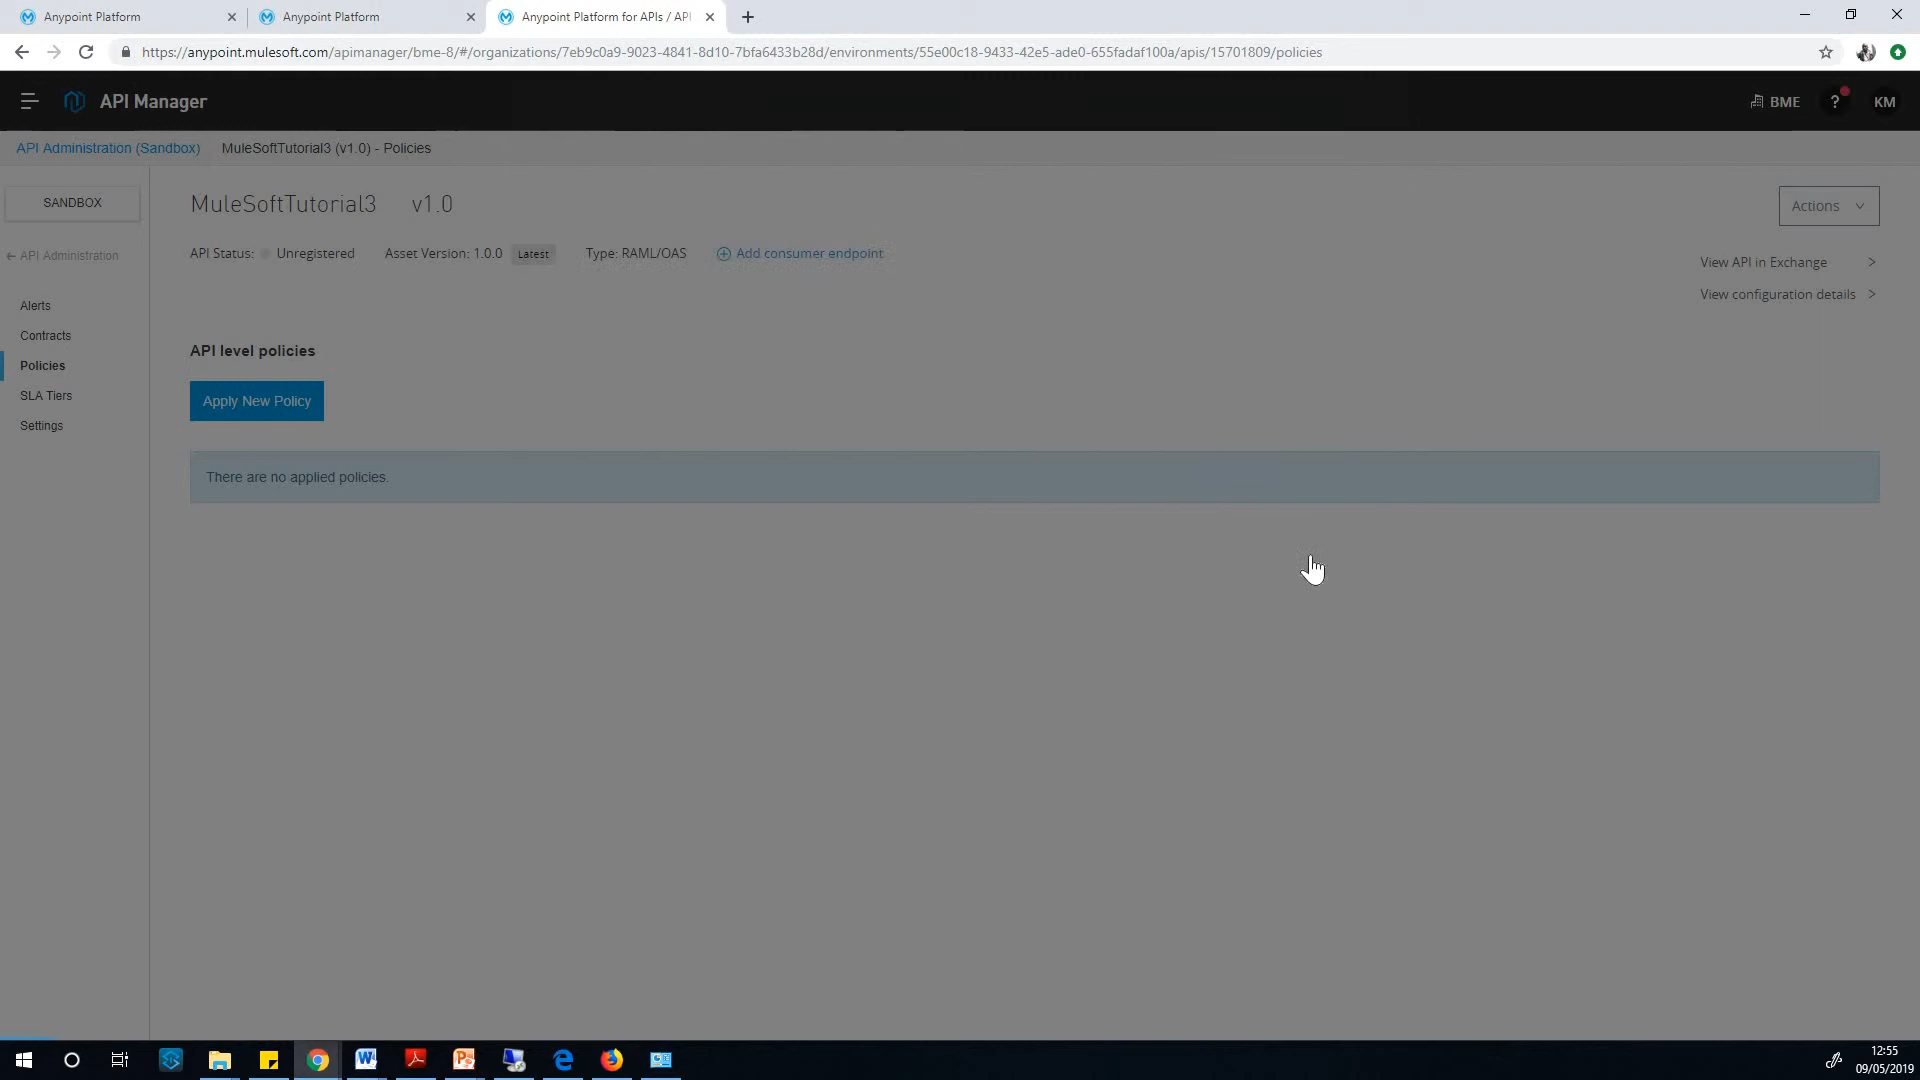 Anypoint Platform
Anypoint Platform
Anypoint Platform for APIs / API
https://anypoint.mulesoft.com/apimanager/bme-8/#/organizations/7eb9c0a9-9023-4841-8d10-7bfa6433b28d/environments/55e00c18-9433-42e5-ade0-655fadaf100a/apis/15701809/policies
API Manager
BME
?
KM
API Administration (Sandbox)
MuleSoftTutorial3 (v1.0) - Policies
SANDBOX
API Administration
Alerts
Contracts
Policies
SLA Tiers
Settings
MuleSoftTutorial3 v1.0
Actions
API Status: Unregistered Asset Version: 1.0.0 Latest Type: RAML/OAS Add consumer endpoint
View API in Exchange >
View configuration details >
API level policies
Apply New Policy
There are no applied policies.
12:55
09/05/2019